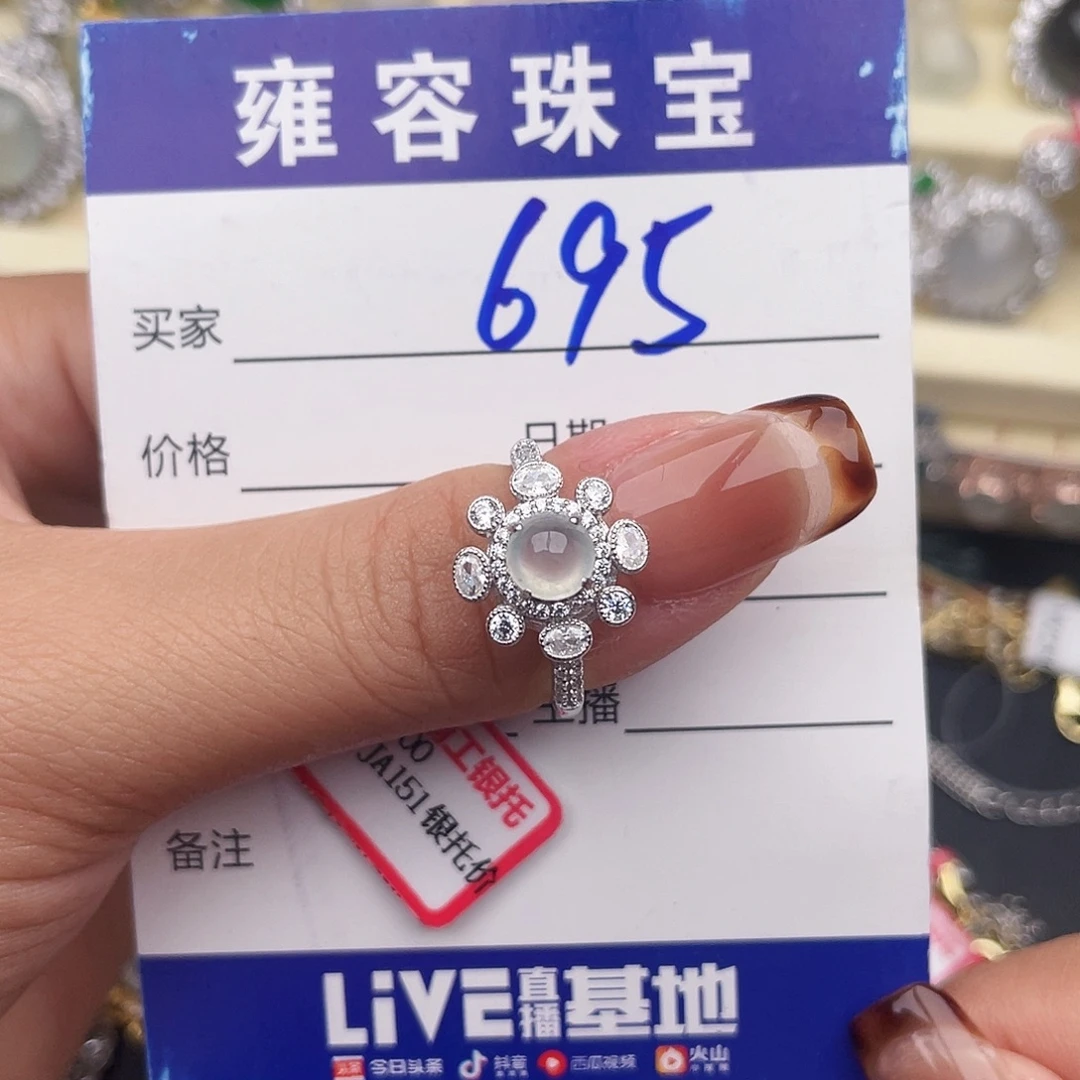 雍容珠宝
695
买家
价格 日期
主播
工银托
JA151银托价
备注
LiVE直播基地
今日头条 抖音 西瓜视频 火山